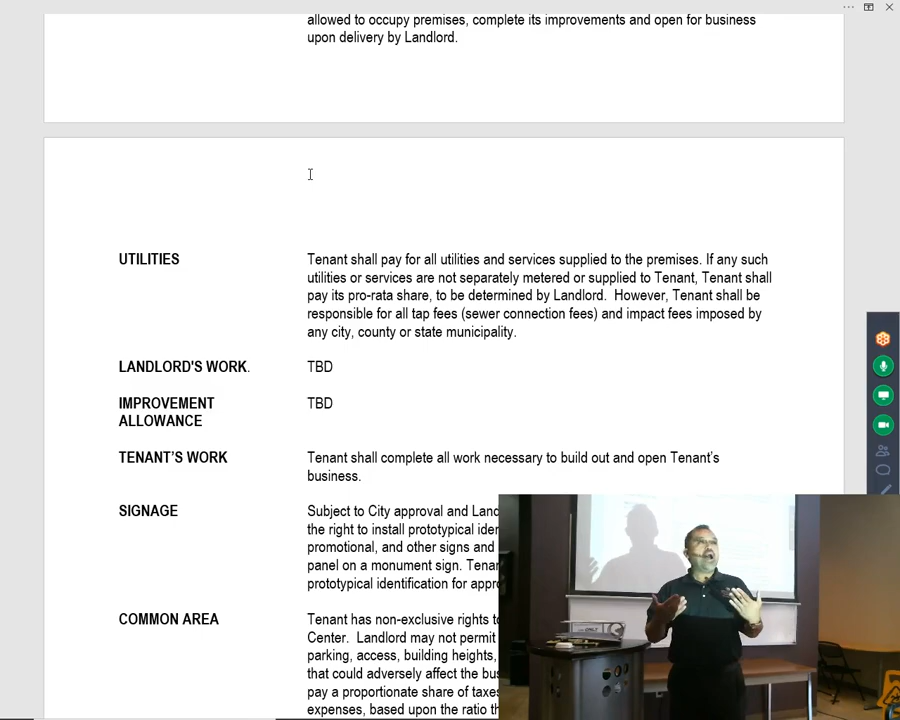 allowed to occupy premises, complete its improvements and open for business
upon delivery by Landlord.
UTILITIES
Tenant shall pay for all utilities and services supplied to the premises. If any such
utilities or services are not separately metered or supplied to Tenant, Tenant shall
pay its pro-rata share, to be determined by Landlord. However, Tenant shall be
responsible for all tap fees (sewer connection fees) and impact fees imposed by
any city, county or state municipality.
LANDLORD'S WORK.
TBD
IMPROVEMENT
ALLOWANCE
TBD
TENANT'S WORK
Tenant shall complete all work necessary to build out and open Tenant's
business.
SIGNAGE
Subject to City approval and
the right to install prototypical
promotional, and other signs and
panel on a monument sign.
prototypical identification for
COMMON AREA
Tenant has non-exclusive rights
Center. Landlord may not permit
parking, access, building heights,
that could adversely affect the
pay a proportionate share of taxes
expenses, based upon the ratio